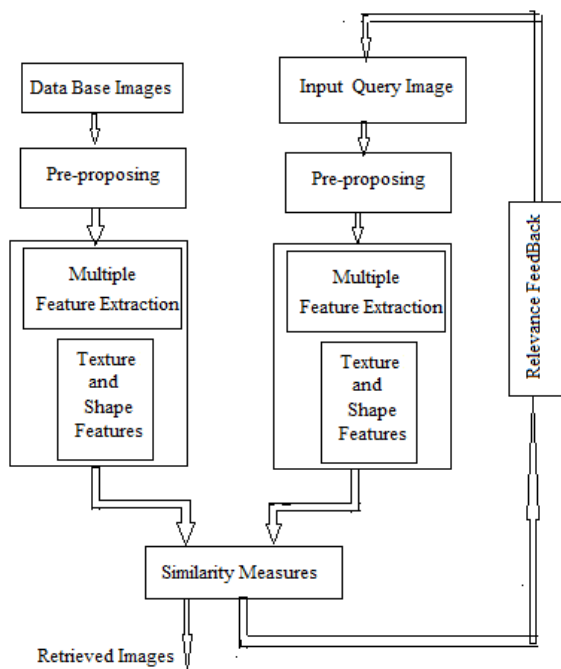 Data Base Images
Pre-proposing
Multiple
Feature Extraction
Texture
and
Shape
Features
Input Query Image
Pre-proposing
Multiple
Feature Extraction
Texture
and
Shape
Features
Relevance FeedBack
Similarity Measures
Retrieved Images